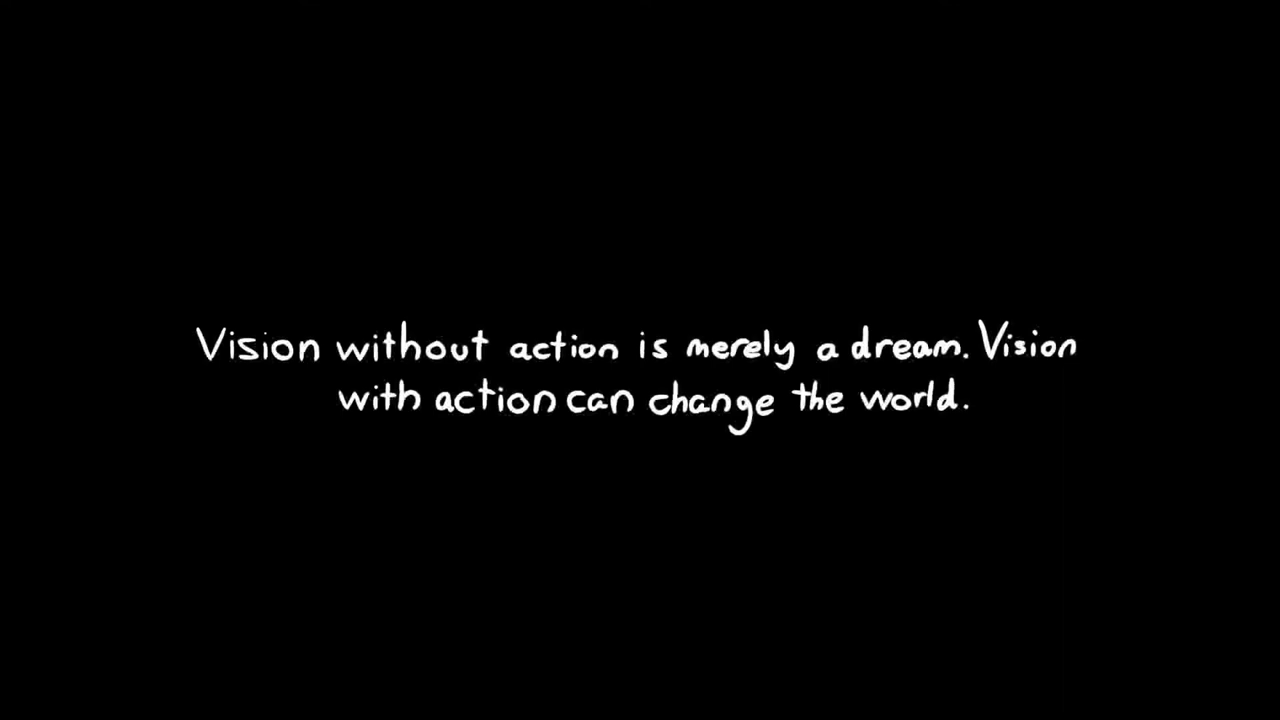 Vision without action is merely a dream. Vision
with action can change the world.